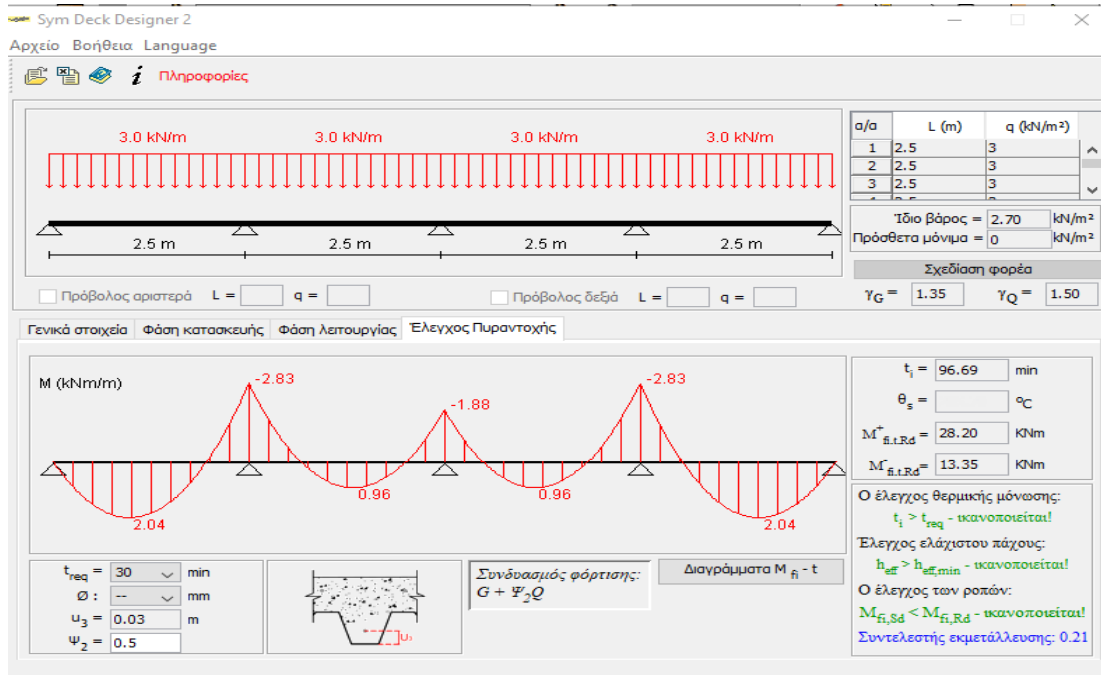 Sym Deck Designer 2
Αρχείο Βοήθεια Language
i Πληροφορίες
3.0 kN/m 3.0 kN/m 3.0 kN/m 3.0 kN/m
2.5 m 2.5 m 2.5 m 2.5 m
Πρόβολος αριστερά L = q =
Πρόβολος δεξιά L = q =
α/α L (m) q (kN/m²)
1 2.5 3
2 2.5 3
3 2.5 3
Ίδιο βάρος = 2.70 kN/m²
Πρόσθετα μόνιμα = 0 kN/m²
Σχεδίαση φορέα
γG = 1.35 γQ = 1.50
Γενικά στοιχεία Φάση κατασκευής Φάση λειτουργίας Έλεγχος Πυραντοχής
M (kNm/m)
-2.83 -1.88 -2.83
2.04 0.96 0.96 2.04
ti = 96.69 min
θs = °C
M+fi.t.Rd = 28.20 KNm
M-fi.t.Rd = 13.35 KNm
Ο έλεγχος θερμικής μόνωσης:
ti > treq - ικανοποιείται!
Έλεγχος ελάχιστου πάχους:
heff > heff,min - ικανοποιείται!
Ο έλεγχος των ροπών:
Mfi,Sd < Mfi,Rd - ικανοποιείται!
Συντελεστής εκμετάλλευσης: 0.21
treq = 30 min
Ø : -- mm
u3 = 0.03 m
Ψ2 = 0.5
U3
Συνδυασμός φόρτισης:
G + Ψ2Q
Διαγράμματα M fi - t